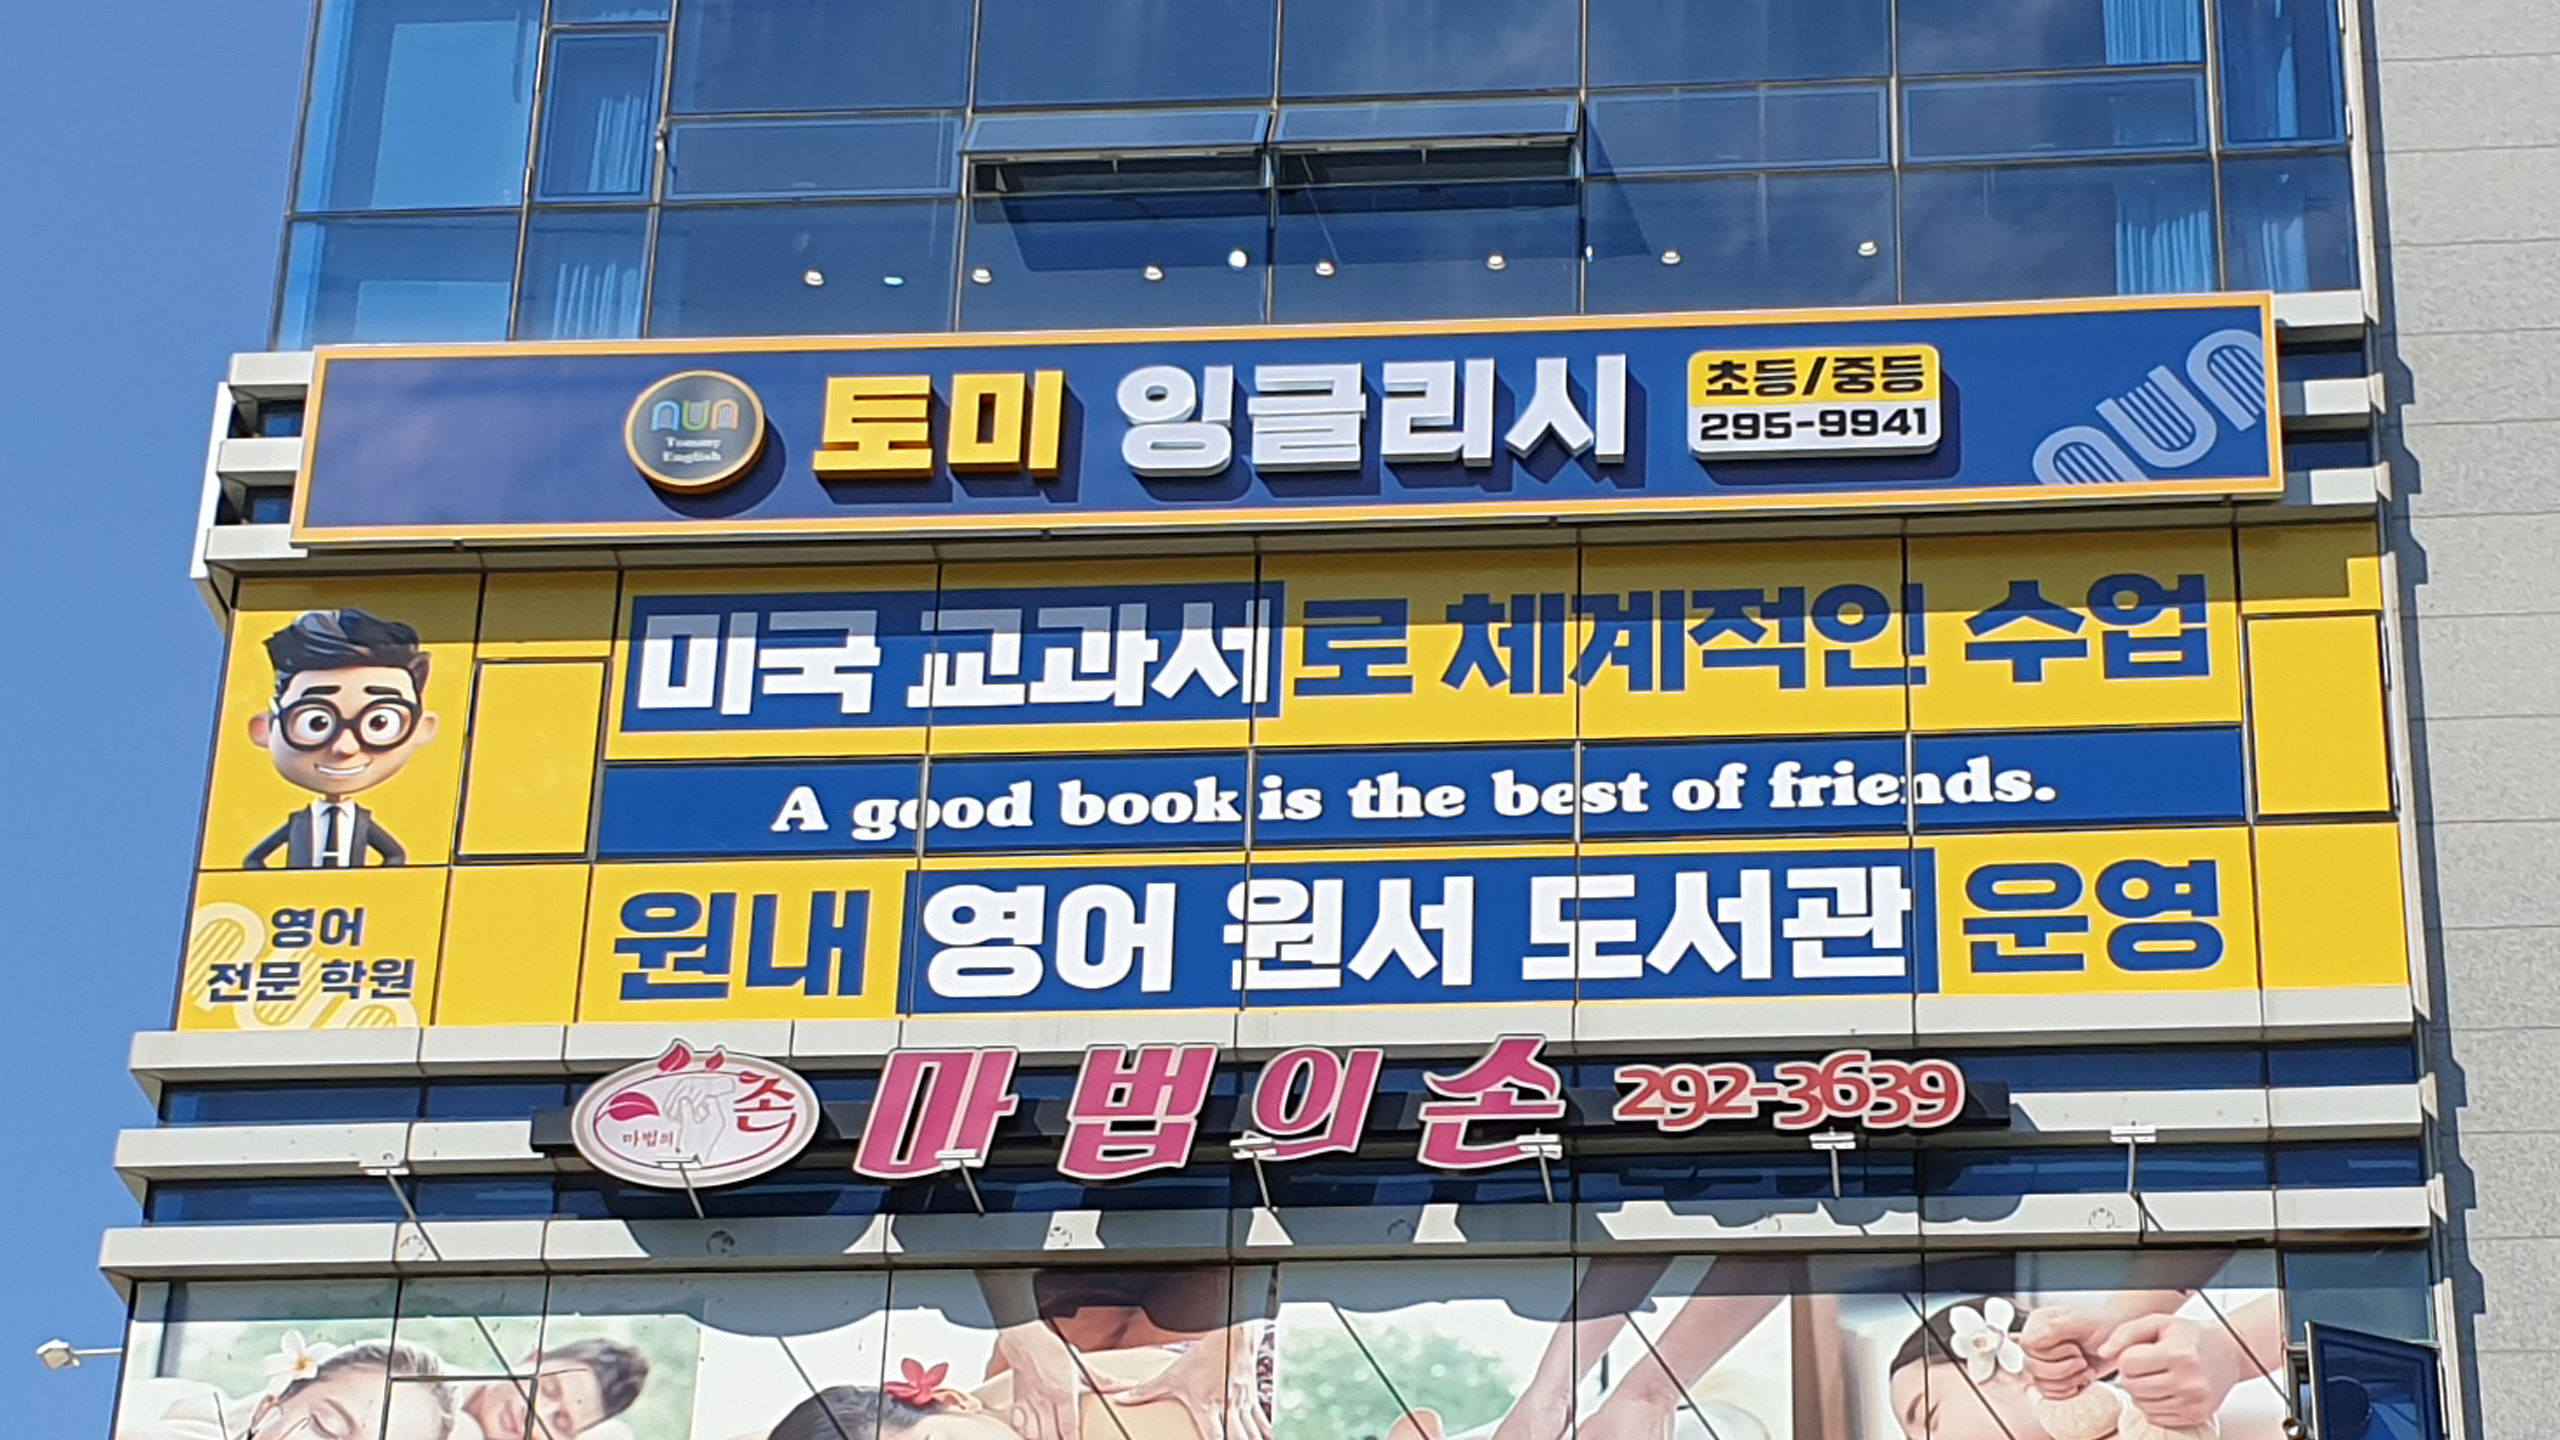 Tommy
English
토미 잉글리시
초등/중등
295-9941
미국 교과서로 체계적인 수업
A good book is the best of friends.
원내 영어 원서 도서관 운영
영어
전문 학원
마법의 손
마법의 손 292-3639